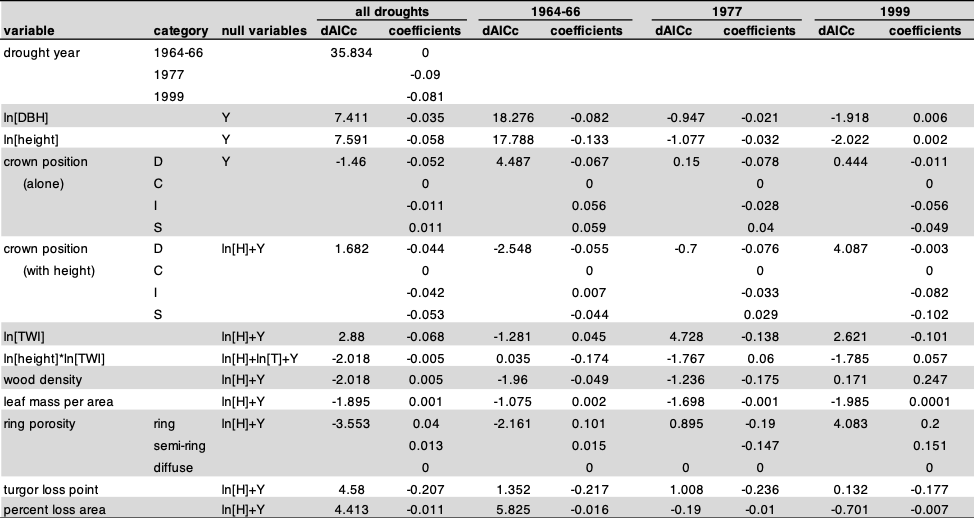 all droughts 1964-66 1977 1999
variable category null variables dAICc coefficients dAICc coefficients dAICc coefficients dAICc coefficients
drought year 1964-66 35.834 0
1977 -0.09
1999 -0.081
ln[DBH] Y 7.411 -0.035 18.276 -0.082 -0.947 -0.021 -1.918 0.006
ln[height] Y 7.591 -0.058 17.788 -0.133 -1.077 -0.032 -2.022 0.002
crown position D Y -1.46 -0.052 4.487 -0.067 0.15 -0.078 0.444 -0.011
(alone) C 0 0 0 0
I -0.011 0.056 -0.028 -0.056
S 0.011 0.059 0.04 -0.049
crown position D ln[H]+Y 1.682 -0.044 -2.548 -0.055 -0.7 -0.076 4.087 -0.003
(with height) C 0 0 0 0
I -0.042 0.007 -0.033 -0.082
S -0.053 -0.044 0.029 -0.102
ln[TWI] ln[H]+Y 2.88 -0.068 -1.281 0.045 4.728 -0.138 2.621 -0.101
ln[height]*ln[TWI] ln[H]+ln[T]+Y -2.018 -0.005 0.035 -0.174 -1.767 0.06 -1.785 0.057
wood density ln[H]+Y -2.018 0.005 -1.96 -0.049 -1.236 -0.175 0.171 0.247
leaf mass per area ln[H]+Y -1.895 0.001 -1.075 0.002 -1.698 -0.001 -1.985 0.0001
ring porosity ring ln[H]+Y -3.553 0.04 -2.161 0.101 0.895 -0.19 4.083 0.2
semi-ring 0.013 0.015 -0.147 0.151
diffuse 0 0 0 0 0
turgor loss point ln[H]+Y 4.58 -0.207 1.352 -0.217 1.008 -0.236 0.132 -0.177
percent loss area ln[H]+Y 4.413 -0.011 5.825 -0.016 -0.19 -0.01 -0.701 -0.007